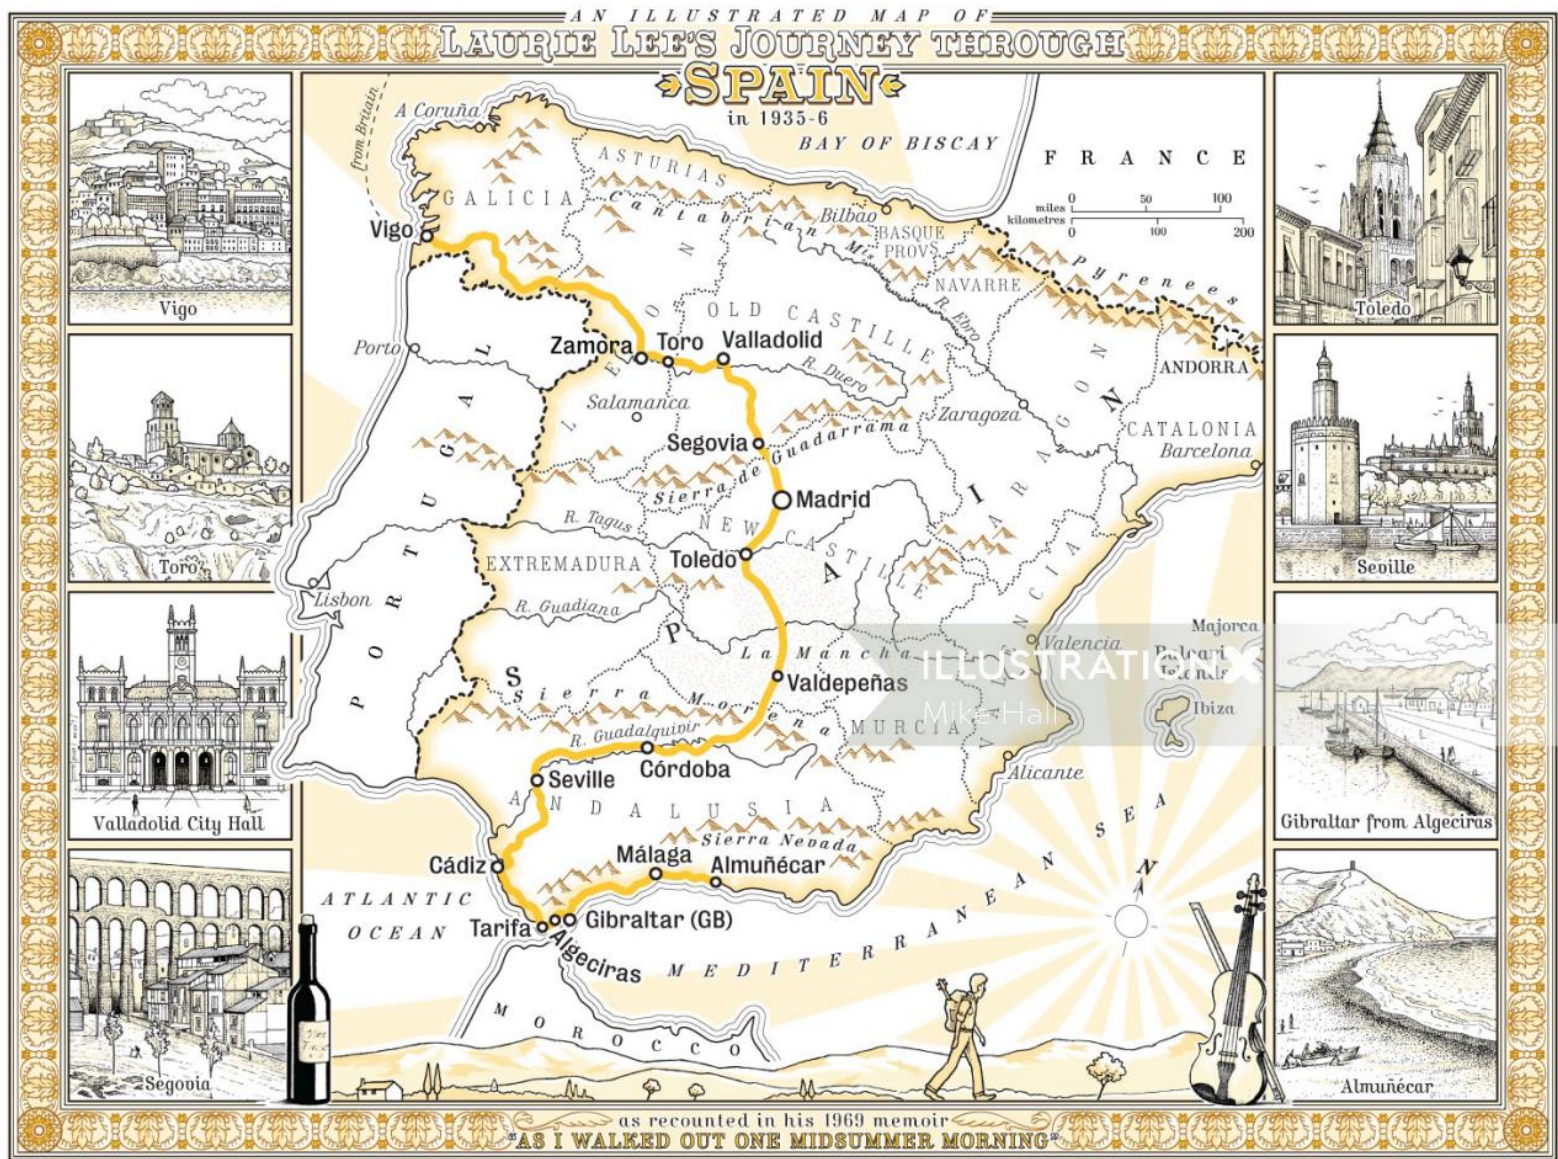 AN ILLUSTRATED MAP OF
LAURIE LEE'S JOURNEY THROUGH
SPAIN
in 1935-6
from Britain
A Coruña
BAY OF BISCAY
FRANCE
miles
0 50 100
kilometres
0 100 200
ASTURIAS
GALICIA
Cantabrian Mts
Bilbao
BASQUE
PROVS
NAVARRE
Pyrenees
Vigo
R. Ebro
LEON
OLD CASTILLE
Zamora
Toro
Valladolid
R. Duero
Porto
ANDORRA
PORTUGAL
Salamanca
Zaragoza
ARAGON
CATALONIA
Barcelona
Segovia
Sierra de Guadarrama
SPAIN
Madrid
R. Tagus
NEW CASTILLE
Toledo
EXTREMADURA
R. Guadiana
Lisbon
VALENCIA
Valencia
Majorca
Balearic
Islands
Ibiza
La Mancha
Valdepeñas
Sierra Morena
MURCIA
R. Guadalquivir
Córdoba
Seville
Alicante
ANDALUSIA
Sierra Nevada
Málaga
Almuñécar
Cádiz
ATLANTIC
OCEAN
Tarifa
Algeciras
Gibraltar (GB)
MEDITERRANEAN SEA
N
MOROCCO
Vigo
Toro
Valladolid City Hall
Segovia
Toledo
Seville
Gibraltar from Algeciras
Almuñécar
ILLUSTRATIONX
Mike Hall
as recounted in his 1969 memoir
"AS I WALKED OUT ONE MIDSUMMER MORNING"